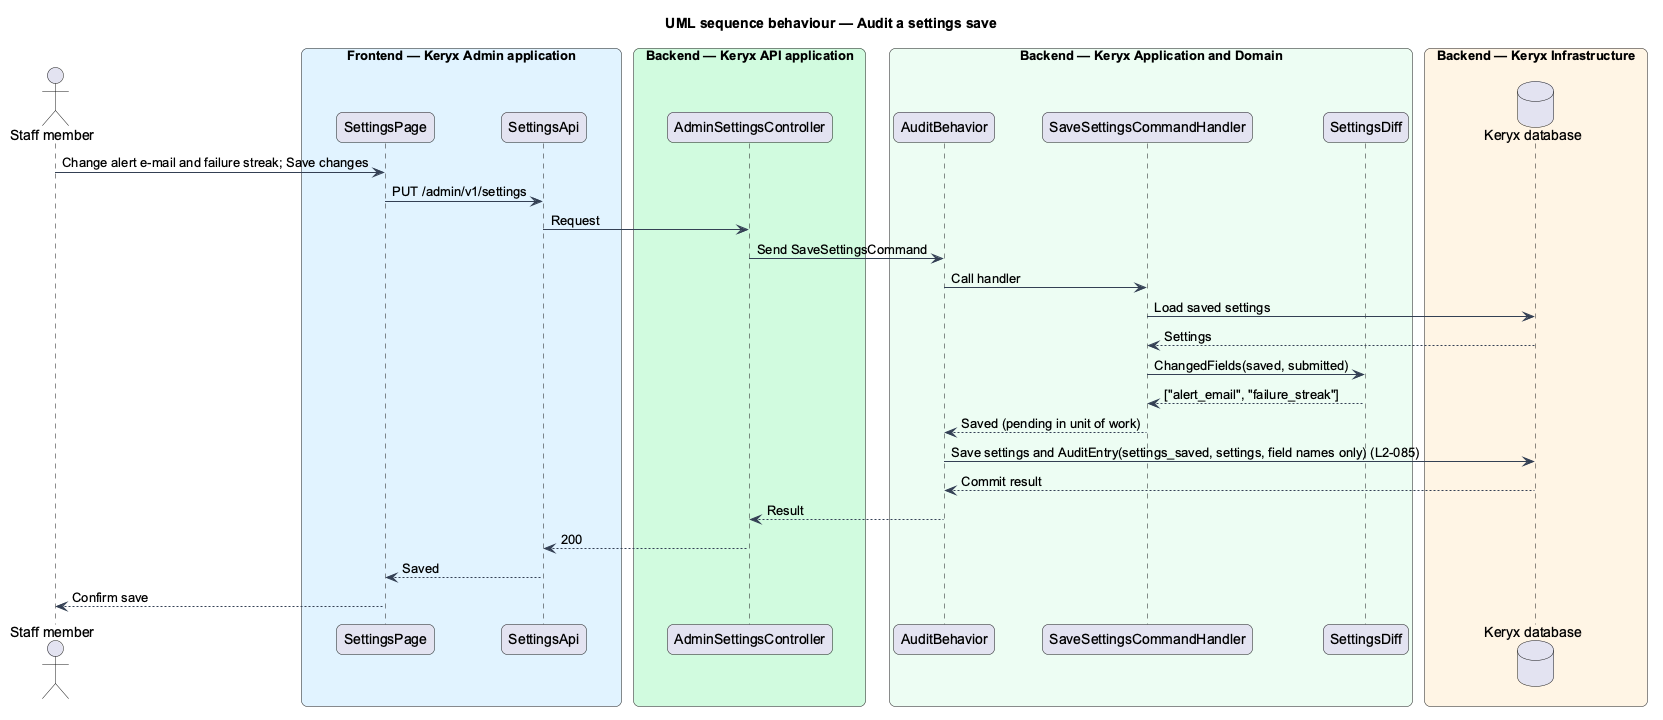 UML sequence behaviour — Audit a settings save
Frontend — Keryx Admin application
Backend — Keryx API application
Backend — Keryx Application and Domain
Backend — Keryx Infrastructure
Staff member
SettingsPage
SettingsApi
AdminSettingsController
AuditBehavior
SaveSettingsCommandHandler
SettingsDiff
Keryx database
Change alert e-mail and failure streak; Save changes
PUT /admin/v1/settings
Request
Send SaveSettingsCommand
Call handler
Load saved settings
Settings
ChangedFields(saved, submitted)
["alert_email", "failure_streak"]
Saved (pending in unit of work)
Save settings and AuditEntry(settings_saved, settings, field names only) (L2-085)
Commit result
Result
200
Saved
Confirm save
Staff member
SettingsPage
SettingsApi
AdminSettingsController
AuditBehavior
SaveSettingsCommandHandler
SettingsDiff
Keryx database